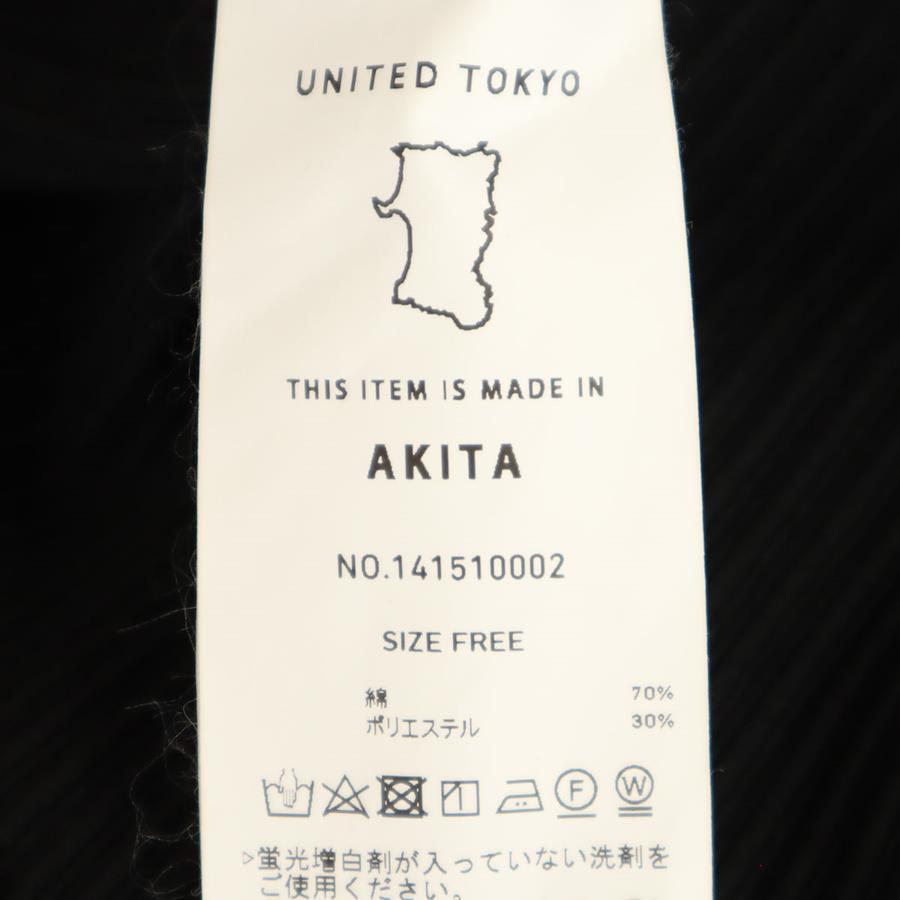 UNITED TOKYO
THIS ITEM IS MADE IN
AKITA
NO.141510002
SIZE FREE
綿 70%
ポリエステル 30%
F W
▷蛍光増白剤が入っていない洗剤を
ご使用ください。